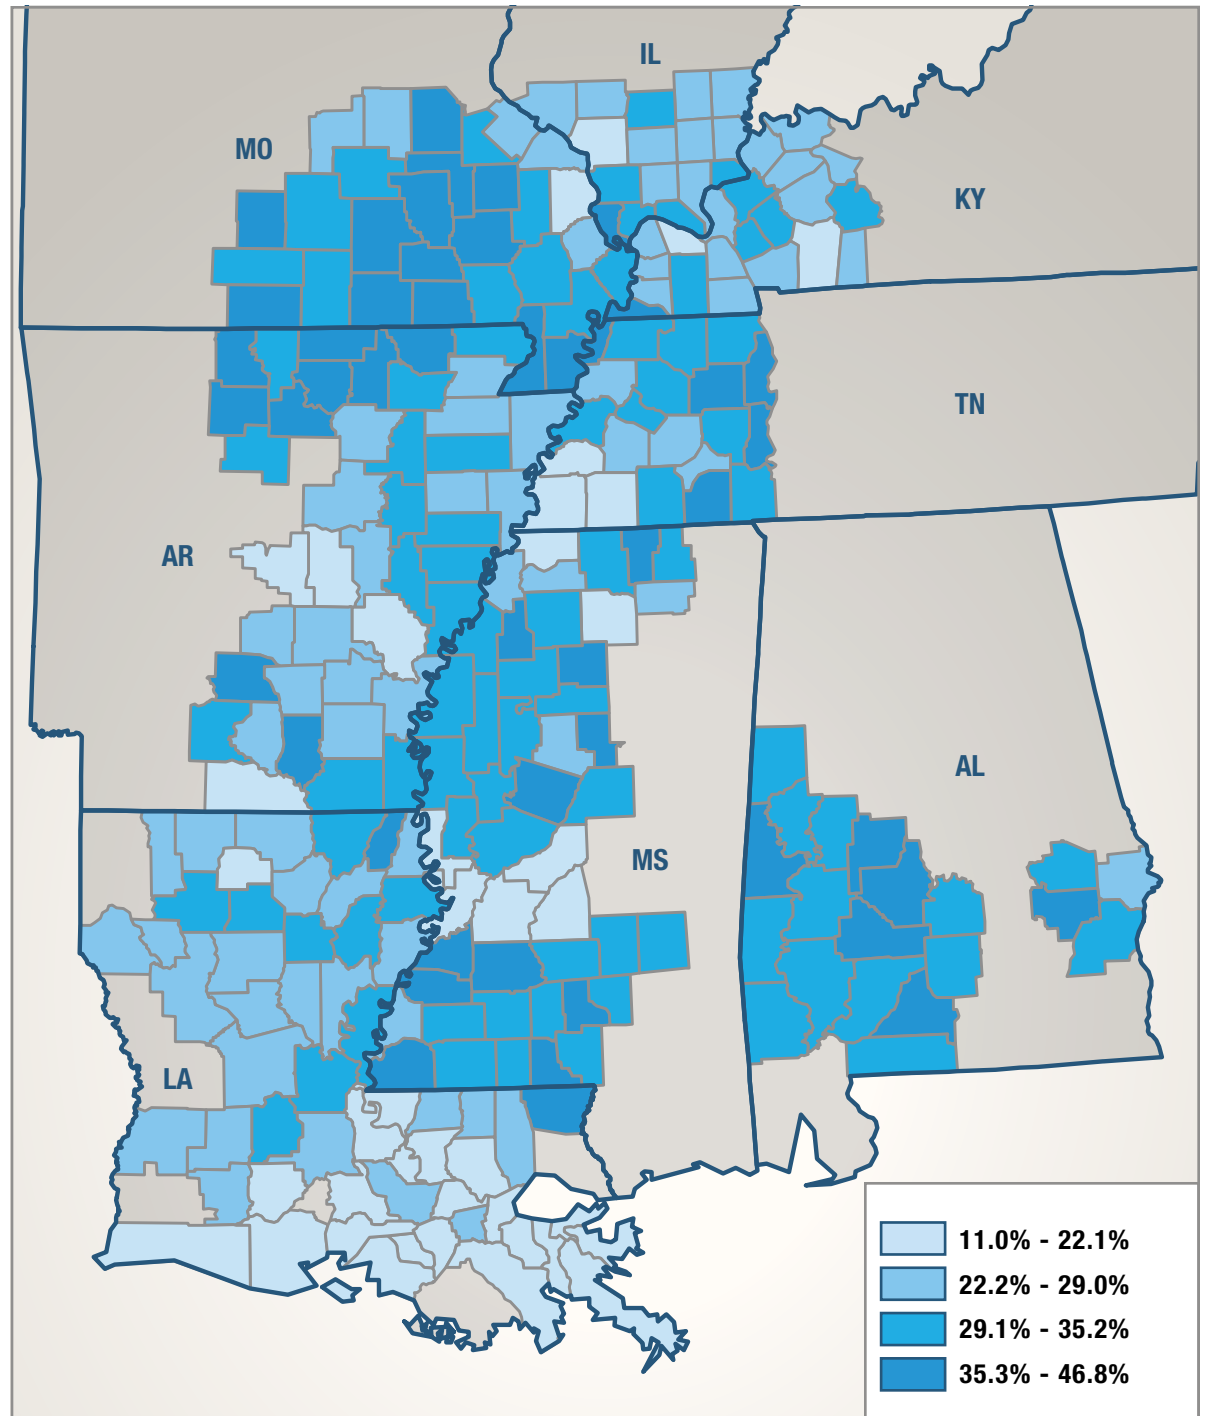 IL
MO
KY
TN
AR
AL
MS
LA
11.0% - 22.1%
22.2% - 29.0%
29.1% - 35.2%
35.3% - 46.8%